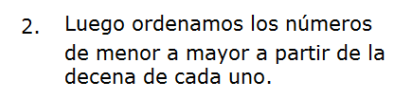 2. Luego ordenamos los números
de menor a mayor a partir de la
decena de cada uno.